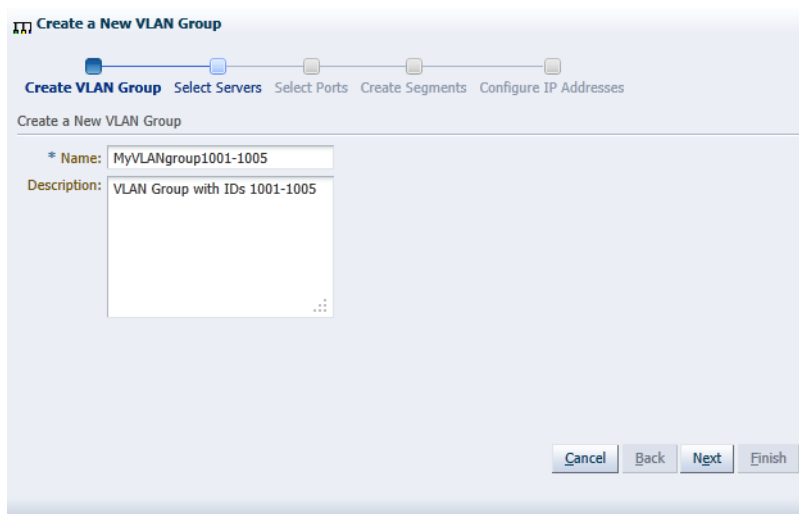 Create a New VLAN Group
Create VLAN Group Select Servers Select Ports Create Segments Configure IP Addresses
Create a New VLAN Group
* Name: MyVLANgroup1001-1005
Description: VLAN Group with IDs 1001-1005
Cancel Back Next Finish